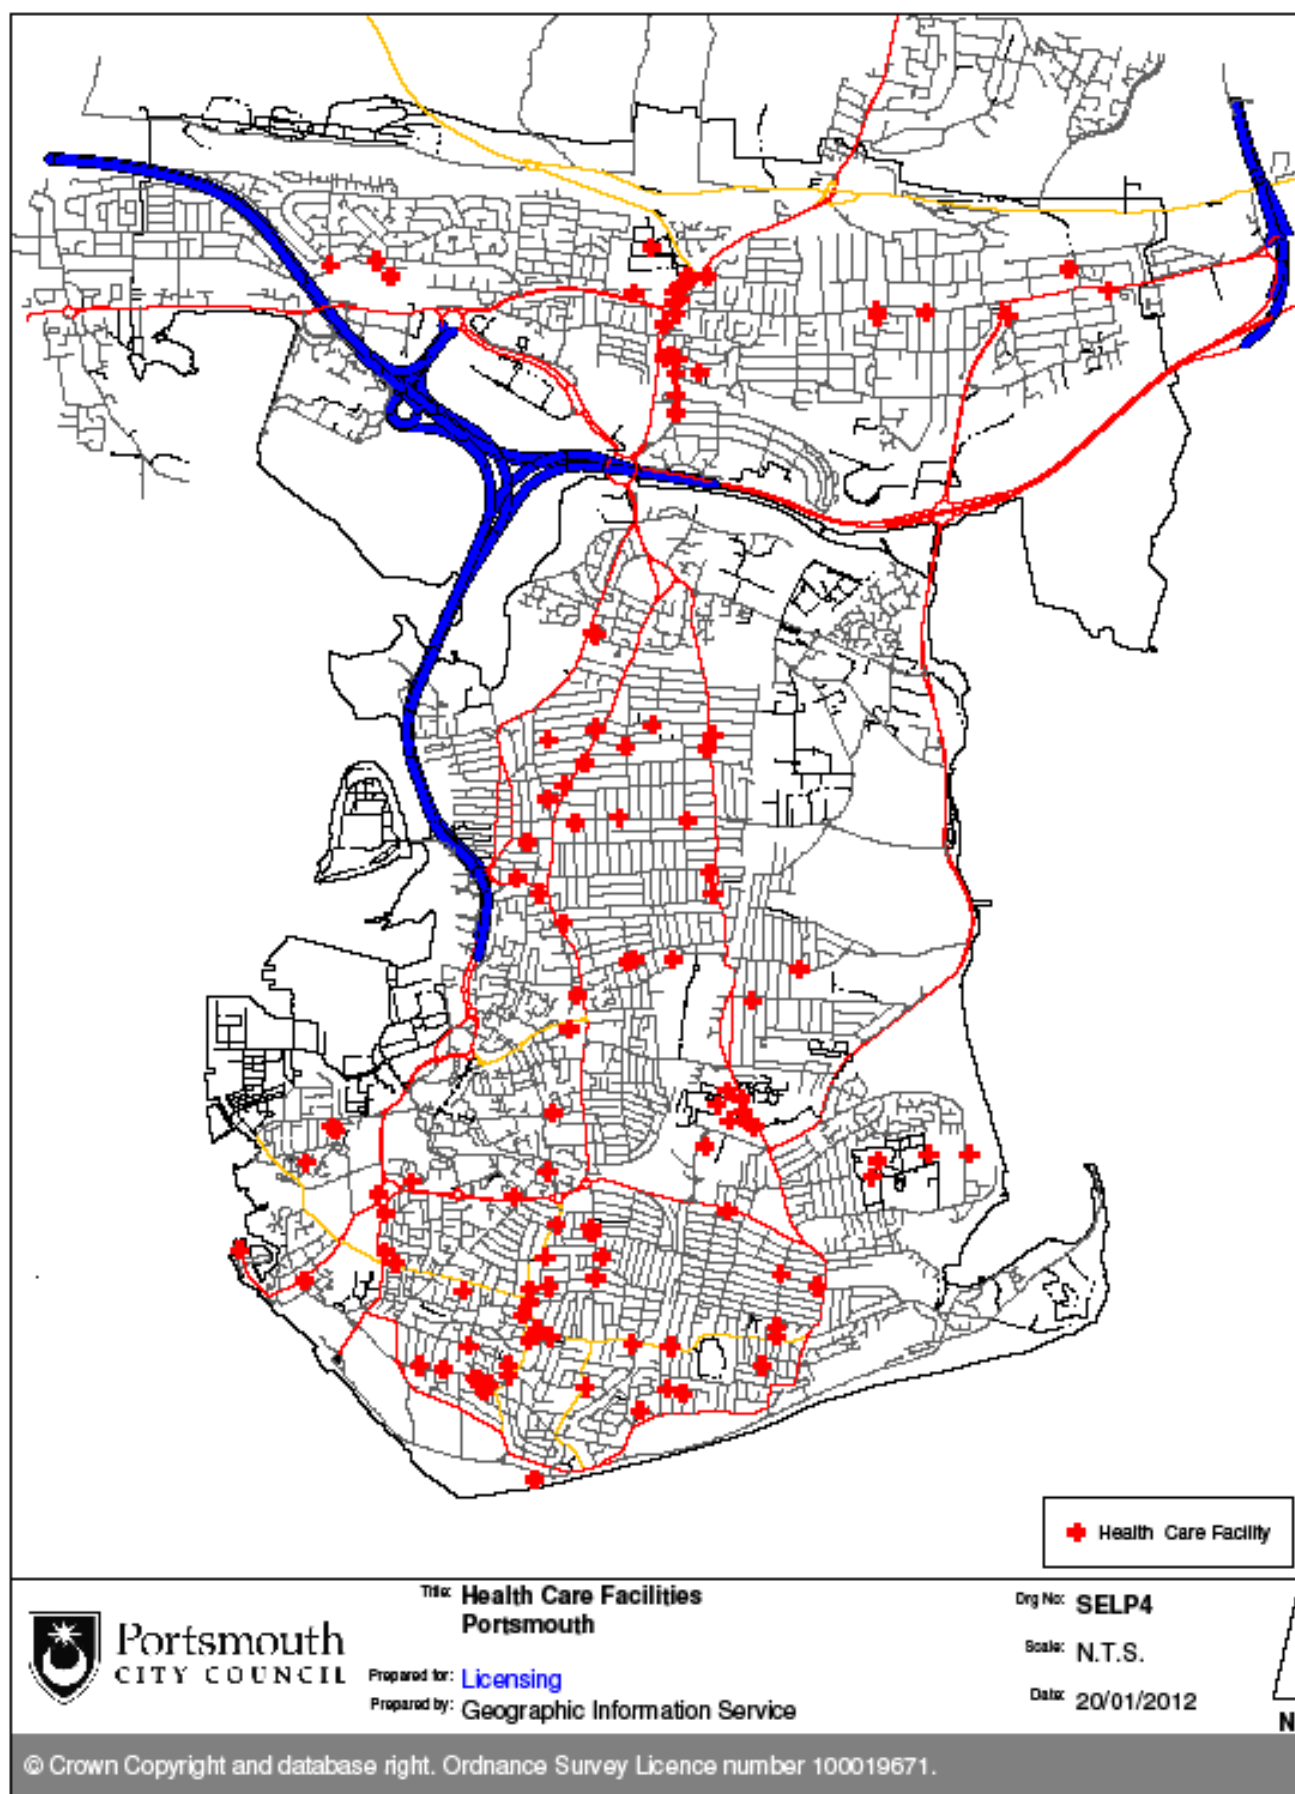 Health Care Facility
Title: Health Care Facilities
Portsmouth
Prepared for: Licensing
Prepared by: Geographic Information Service
Drg No: SELP4
Scale: N.T.S.
Date: 20/01/2012
Portsmouth
CITY COUNCIL
N
© Crown Copyright and database right. Ordnance Survey Licence number 100019671.